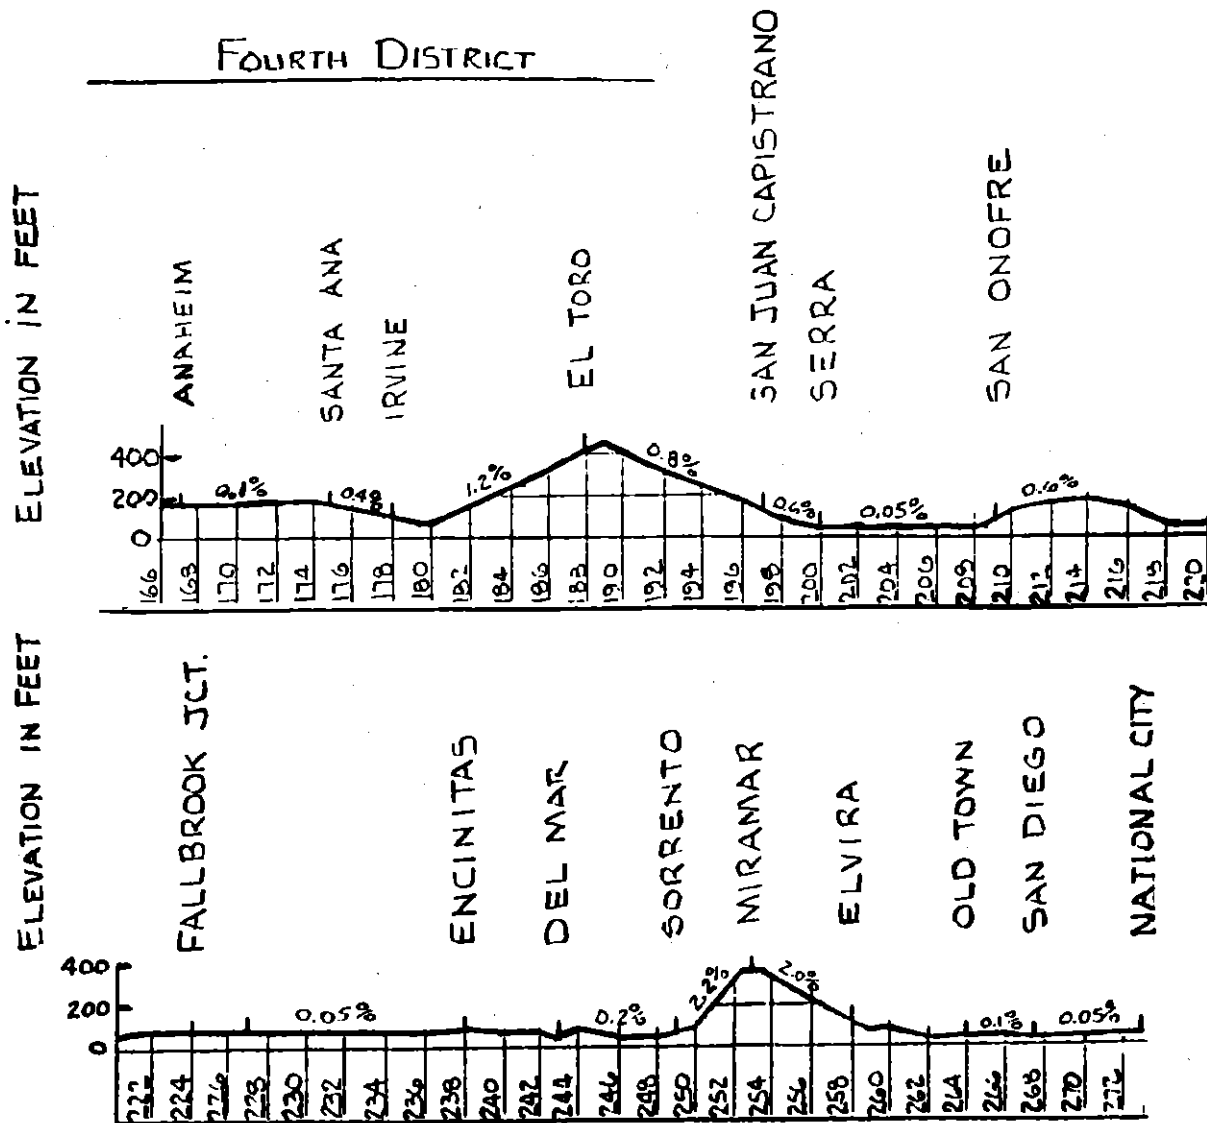 FOURTH DISTRICT
ELEVATION IN FEET
ANAHEIM
SANTA ANA
IRVINE
EL TORO
SAN JUAN CAPISTRANO
SERRA
SAN ONOFRE
400
200
0
0.1%
0.4%
1.2%
0.8%
0.6%
0.05%
0.6%
166 168 170 172 174 176 178 180 182 184 186 188 190 192 194 196 198 200 202 204 206 208 210 212 214 216 218 220
ELEVATION IN FEET
FALLBROOK JCT.
ENCINITAS
DEL MAR
SORRENTO
MIRAMAR
ELVIRA
OLD TOWN
SAN DIEGO
NATIONAL CITY
400
200
0
0.05%
0.2%
2.2%
2.0%
0.1%
0.05%
222 224 226 228 230 232 234 236 238 240 242 244 246 248 250 252 254 256 258 260 262 264 266 268 270